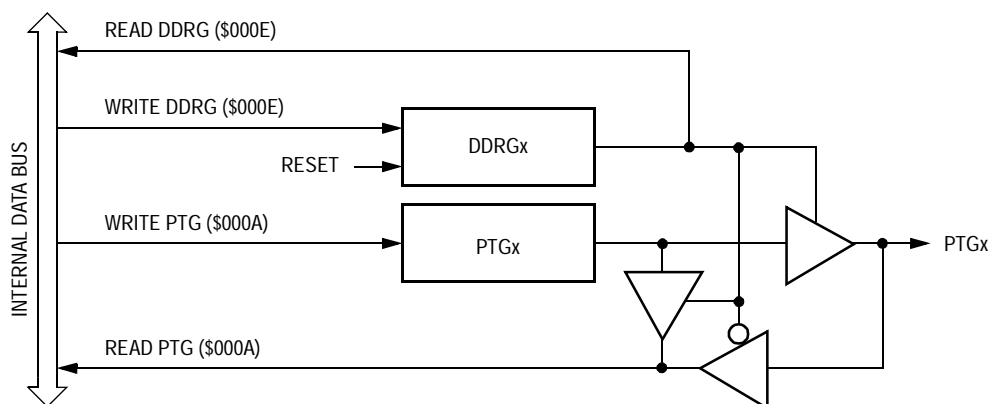 READ DDRG ($000E)
WRITE DDRG ($000E)
DDRGx
RESET
INTERNAL DATA BUS
WRITE PTG ($000A)
PTGx
PTGx
READ PTG ($000A)